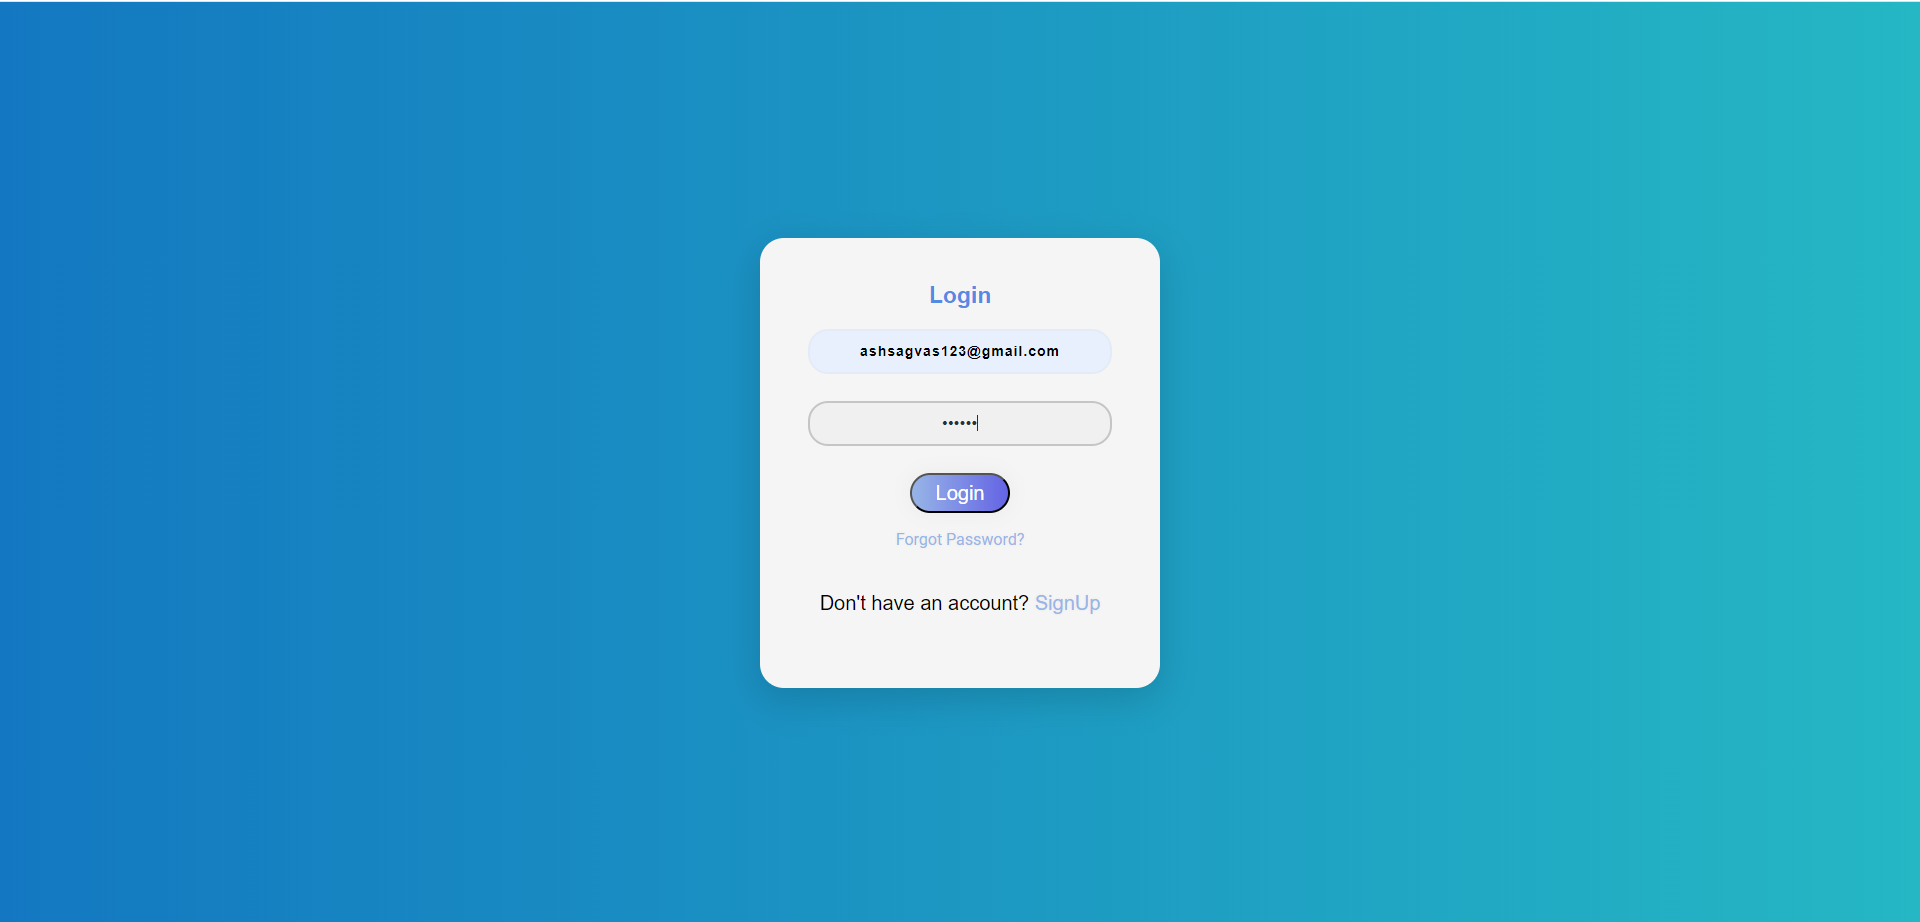 Login
ashsagvas123@gmail.com
••••••
Login
Forgot Password?
Don't have an account? SignUp